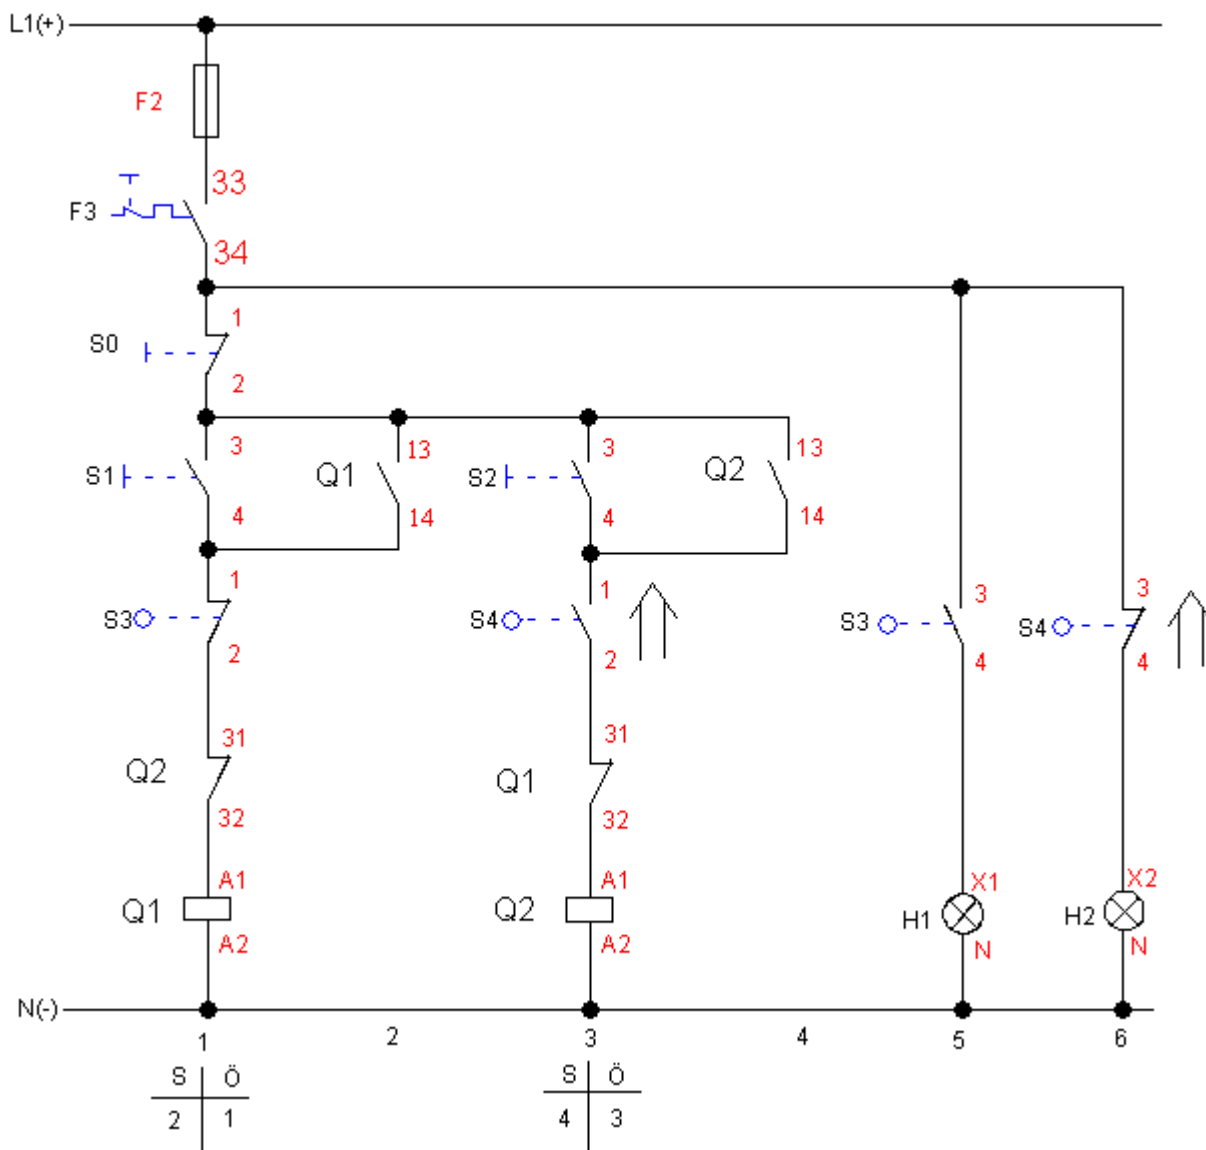 L1(+)
F2
33
F3
34
1
S0
2
3 13 3 13
S1 Q1 S2 Q2
4 14 4 14
1 1 3 3
S3 S4 S3 S4
2 2 4 4
31 31
Q2 Q1
32 32
A1 A1 X1 X2
Q1 Q2 H1 H2
A2 A2 N N
N(-)
1 2 3 4 5 6
S Ö S Ö
2 1 4 3